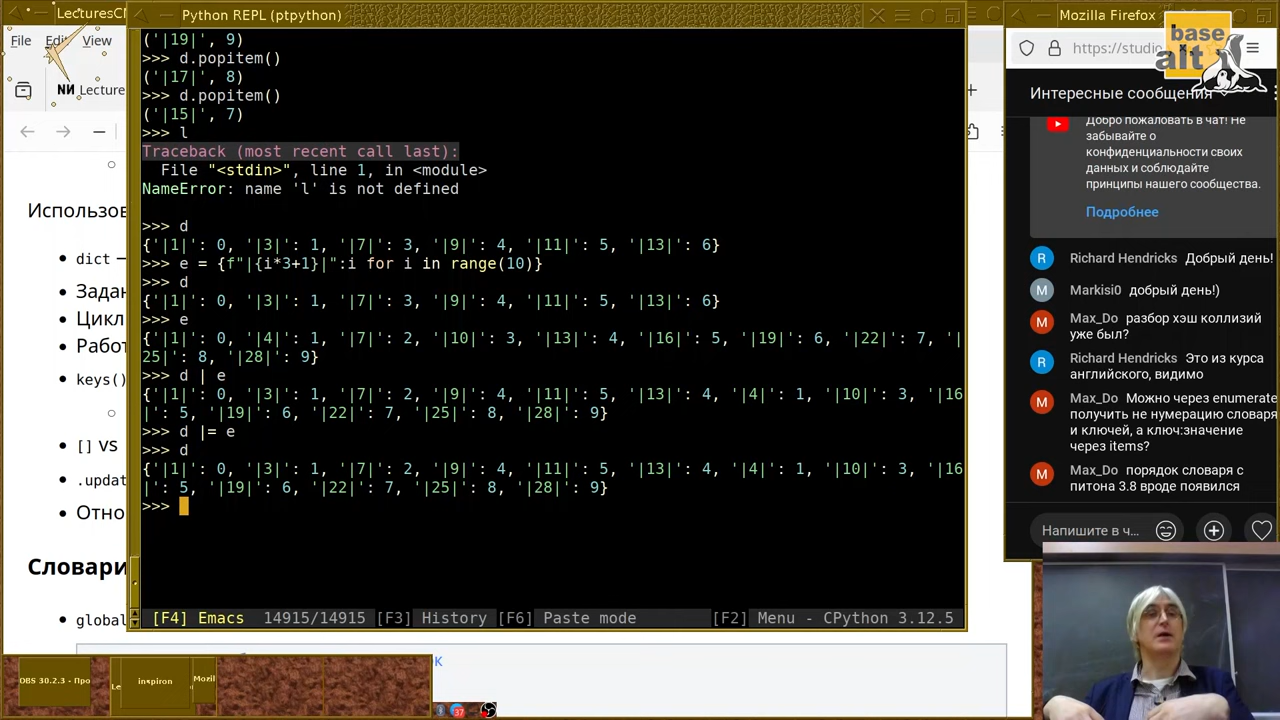 LecturesCM
Python REPL (ptpython)
Mozilla Firefox
File Edit View
NИ Lecture
Использов
dict —
Задан
Цикл
Работ
keys()
[] vs
.updat
Отно
Словари
global
('|19|', 9)
>>> d.popitem()
('|17|', 8)
>>> d.popitem()
('|15|', 7)
>>> l
Traceback (most recent call last):
  File "<stdin>", line 1, in <module>
NameError: name 'l' is not defined
>>> d
{'|1|': 0, '|3|': 1, '|7|': 3, '|9|': 4, '|11|': 5, '|13|': 6}
>>> e = {f"|{i*3+1}|":i for i in range(10)}
>>> d
{'|1|': 0, '|3|': 1, '|7|': 3, '|9|': 4, '|11|': 5, '|13|': 6}
>>> e
{'|1|': 0, '|4|': 1, '|7|': 2, '|10|': 3, '|13|': 4, '|16|': 5, '|19|': 6, '|22|': 7, '|
25|': 8, '|28|': 9}
>>> d | e
{'|1|': 0, '|3|': 1, '|7|': 2, '|9|': 4, '|11|': 5, '|13|': 4, '|4|': 1, '|10|': 3, '|16
|': 5, '|19|': 6, '|22|': 7, '|25|': 8, '|28|': 9}
>>> d |= e
>>> d
{'|1|': 0, '|3|': 1, '|7|': 2, '|9|': 4, '|11|': 5, '|13|': 4, '|4|': 1, '|10|': 3, '|16
|': 5, '|19|': 6, '|22|': 7, '|25|': 8, '|28|': 9}
>>>
[F4] Emacs 14915/14915 [F3] History [F6] Paste mode [F2] Menu - CPython 3.12.5
https://studio.
base
alt
Интересные сообщения
Добро пожаловать в чат! Не
забывайте о
конфиденциальности своих
данных и соблюдайте
принципы нашего сообщества.
Подробнее
R Richard Hendricks Добрый день!
M Markisi0 добрый день!)
M Max_Do разбор хэш коллизий
уже был?
R Richard Hendricks Это из курса
английского, видимо
M Max_Do Можно через enumerate
получить не нумерацию словаря
и ключей, а ключ:значение
через items?
M Max_Do порядок словаря с
питона 3.8 вроде появился
Напишите в ч...
OBS 30.2.3 - Про
Le
inspiron
Mozil
37